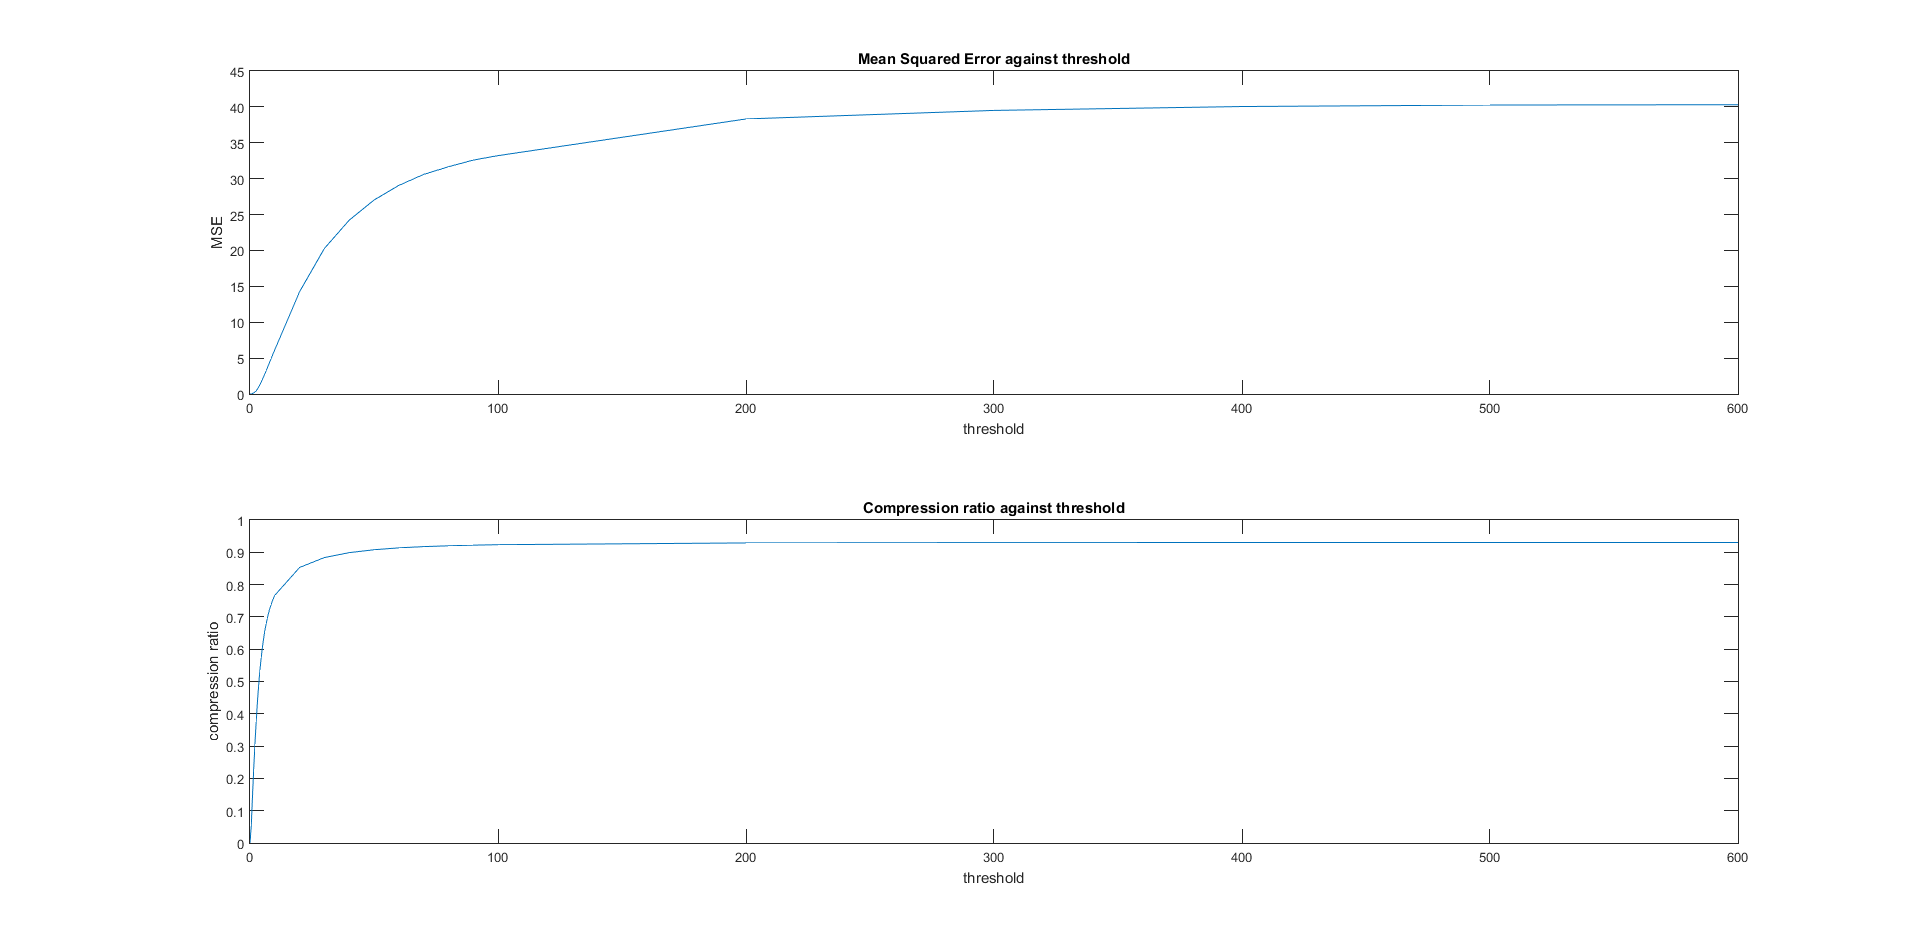 Mean Squared Error against threshold
45
40
35
30
25
20
15
10
5
0
MSE
0 100 200 300 400 500 600
threshold
Compression ratio against threshold
1
0.9
0.8
0.7
0.6
0.5
0.4
0.3
0.2
0.1
0
compression ratio
0 100 200 300 400 500 600
threshold